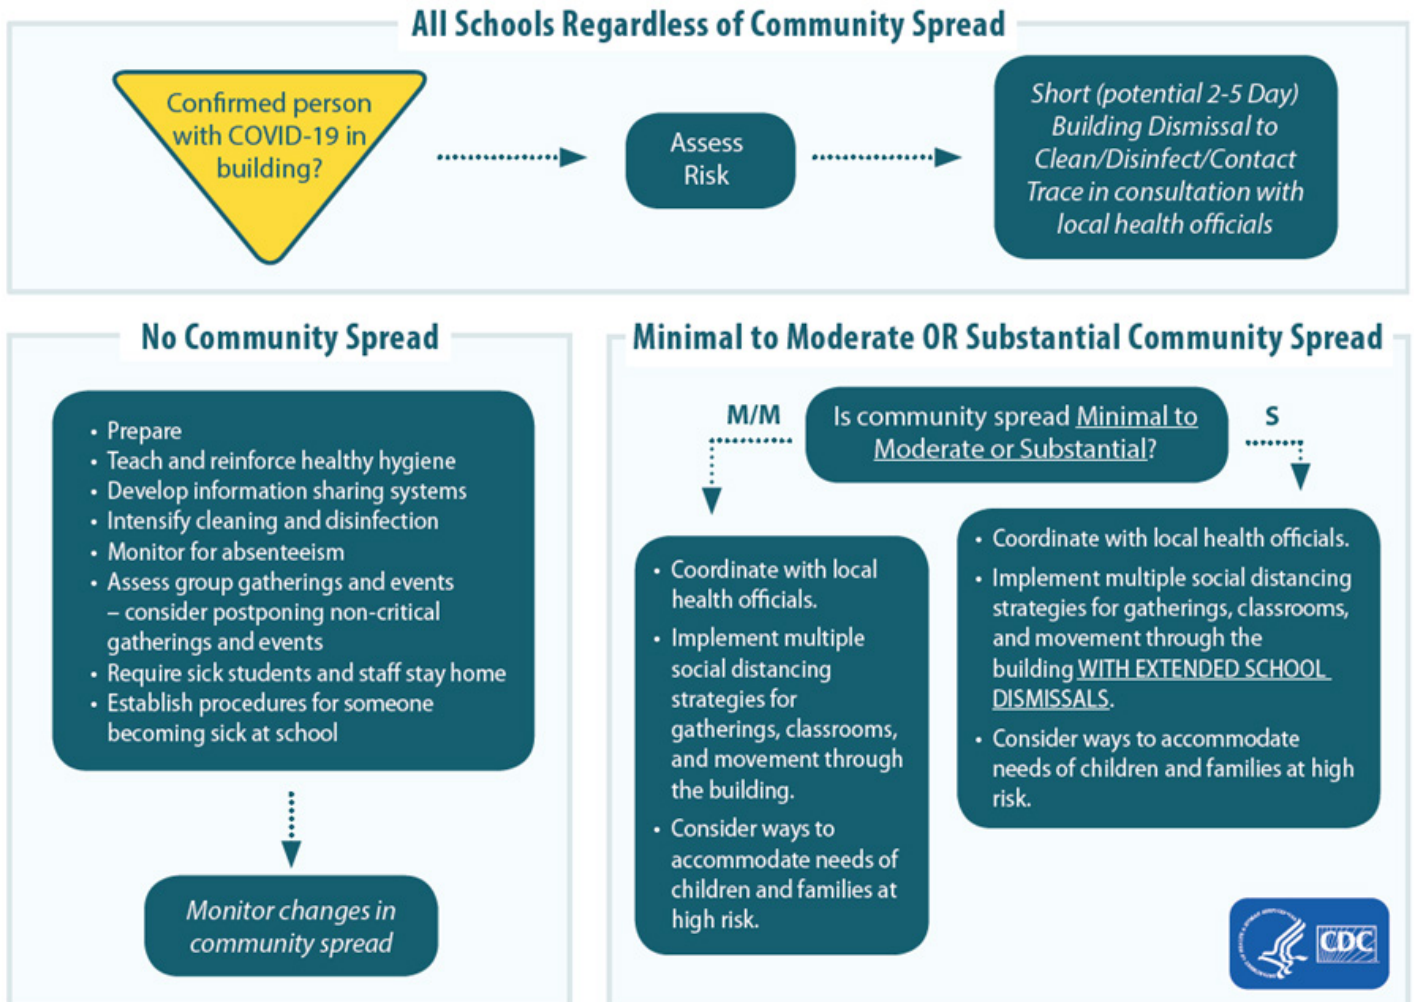 All Schools Regardless of Community Spread
Confirmed person
with COVID-19 in
building?
Assess
Risk
Short (potential 2-5 Day)
Building Dismissal to
Clean/Disinfect/Contact
Trace in consultation with
local health officials
No Community Spread
• Prepare
• Teach and reinforce healthy hygiene
• Develop information sharing systems
• Intensify cleaning and disinfection
• Monitor for absenteeism
• Assess group gatherings and events
– consider postponing non-critical
gatherings and events
• Require sick students and staff stay home
• Establish procedures for someone
becoming sick at school
Monitor changes in
community spread
Minimal to Moderate OR Substantial Community Spread
Is community spread Minimal to
Moderate or Substantial?
M/M
S
• Coordinate with local
health officials.
• Implement multiple
social distancing
strategies for
gatherings, classrooms,
and movement through
the building.
• Consider ways to
accommodate needs of
children and families at
high risk.
• Coordinate with local health officials.
• Implement multiple social distancing
strategies for gatherings, classrooms,
and movement through the
building WITH EXTENDED SCHOOL
DISMISSALS.
• Consider ways to accommodate
needs of children and families at high
risk.
CDC